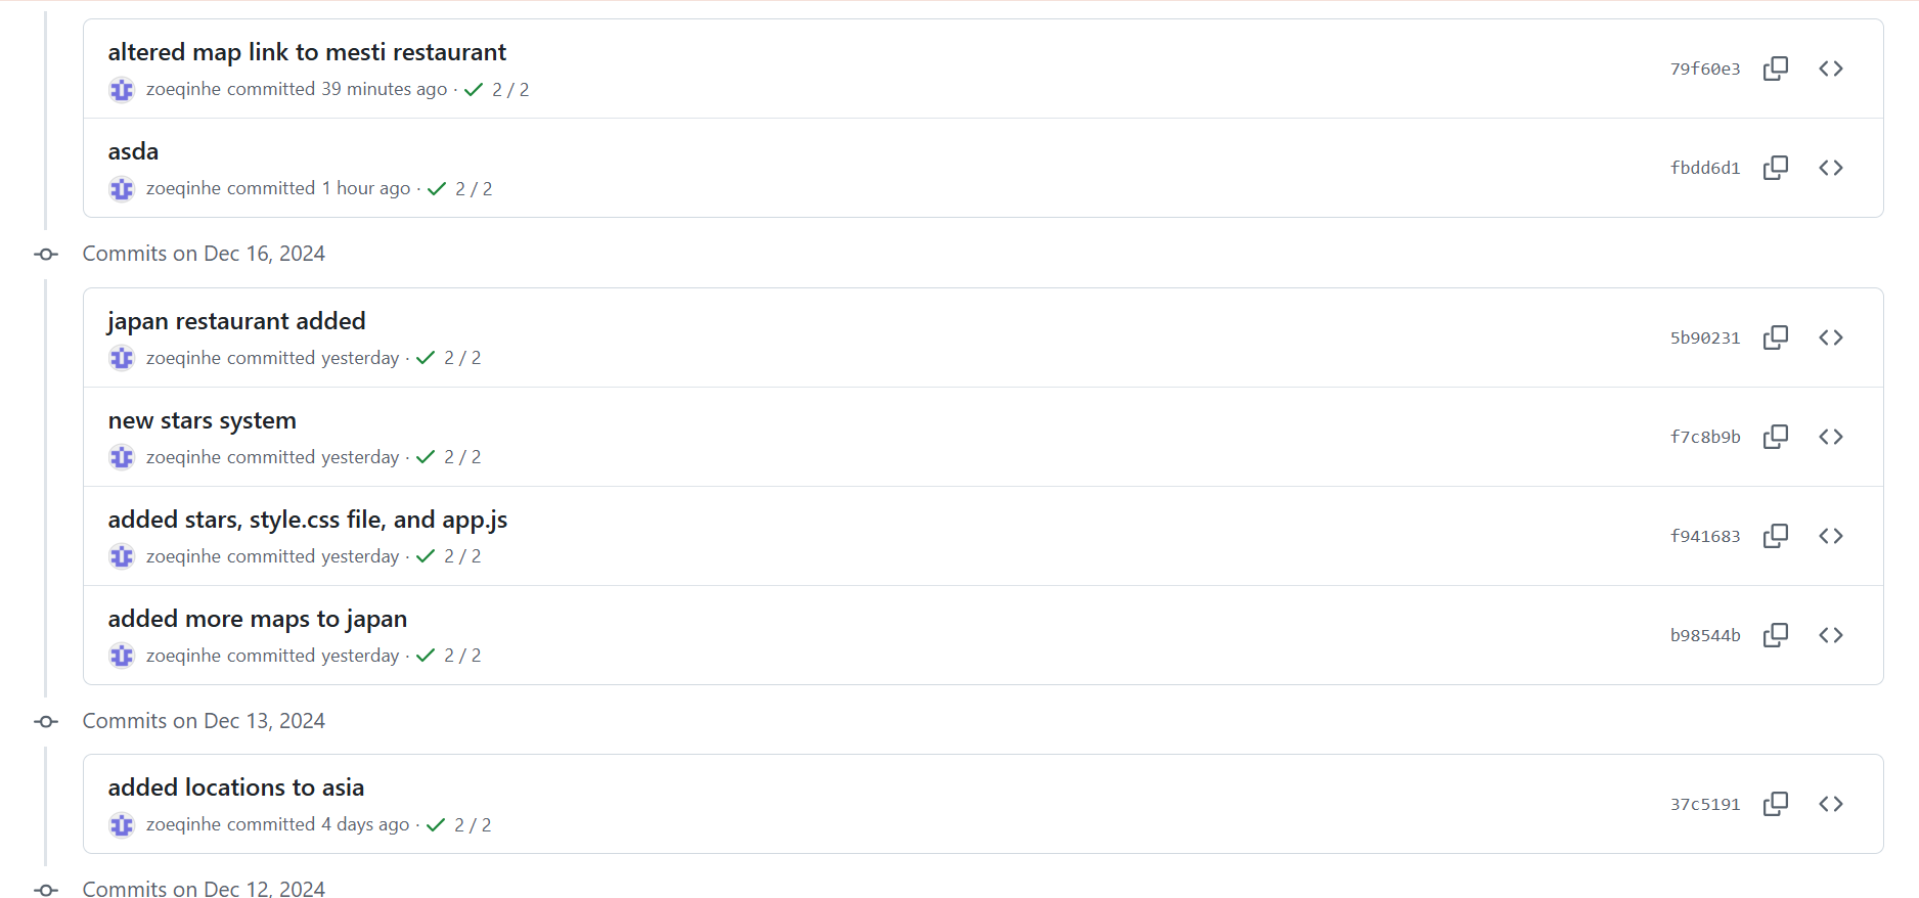 altered map link to mesti restaurant
79f60e3
zoeqinhe committed 39 minutes ago · 2 / 2
asda
fbdd6d1
zoeqinhe committed 1 hour ago · 2 / 2
Commits on Dec 16, 2024
japan restaurant added
5b90231
zoeqinhe committed yesterday · 2 / 2
new stars system
f7c8b9b
zoeqinhe committed yesterday · 2 / 2
added stars, style.css file, and app.js
f941683
zoeqinhe committed yesterday · 2 / 2
added more maps to japan
b98544b
zoeqinhe committed yesterday · 2 / 2
Commits on Dec 13, 2024
added locations to asia
37c5191
zoeqinhe committed 4 days ago · 2 / 2
Commits on Dec 12, 2024